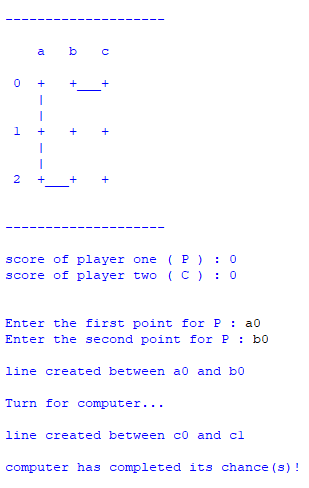 --------------------
a   b   c
0  +   +___+
|
|
1  +   +   +
|
|
2  +___+   +
--------------------
score of player one ( P ) : 0
score of player two ( C ) : 0
Enter the first point for P : a0
Enter the second point for P : b0
line created between a0 and b0
Turn for computer...
line created between c0 and c1
computer has completed its chance(s)!